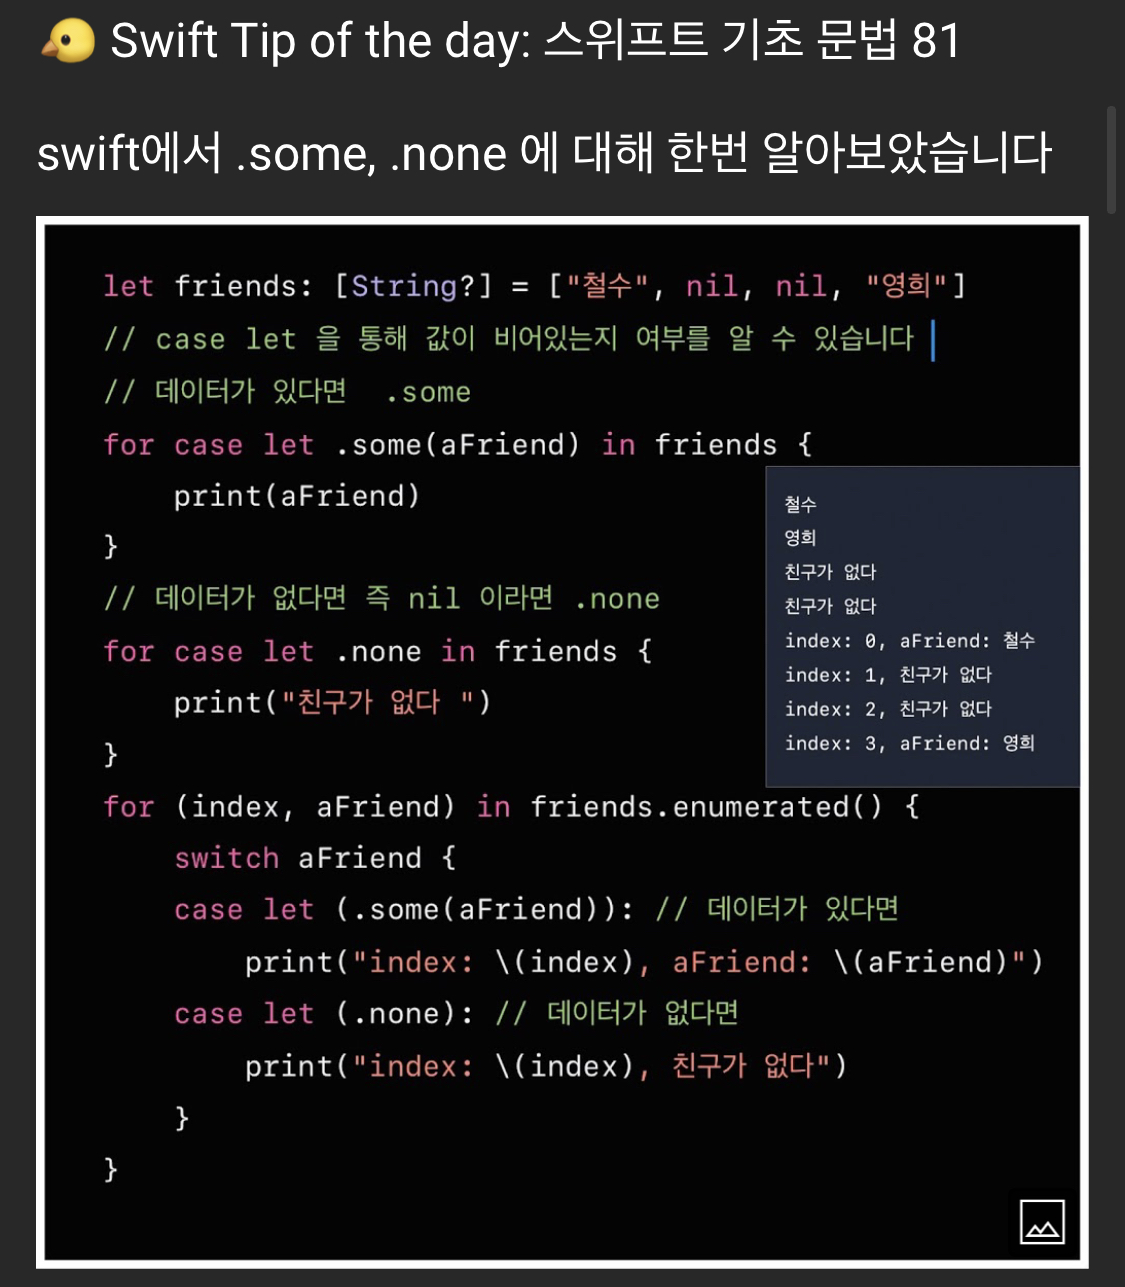 🐤 Swift Tip of the day: 스위프트 기초 문법 81
swift에서 .some, .none 에 대해 한번 알아보았습니다
let friends: [String?] = ["철수", nil, nil, "영희"]
// case let 을 통해 값이 비어있는지 여부를 알 수 있습니다
// 데이터가 있다면  .some
for case let .some(aFriend) in friends {
    print(aFriend)
}
// 데이터가 없다면 즉 nil 이라면 .none
for case let .none in friends {
    print("친구가 없다 ")
}
for (index, aFriend) in friends.enumerated() {
    switch aFriend {
    case let (.some(aFriend)): // 데이터가 있다면
        print("index: \(index), aFriend: \(aFriend)")
    case let (.none): // 데이터가 없다면
        print("index: \(index), 친구가 없다")
    }
}
철수
영희
친구가 없다
친구가 없다
index: 0, aFriend: 철수
index: 1, 친구가 없다
index: 2, 친구가 없다
index: 3, aFriend: 영희